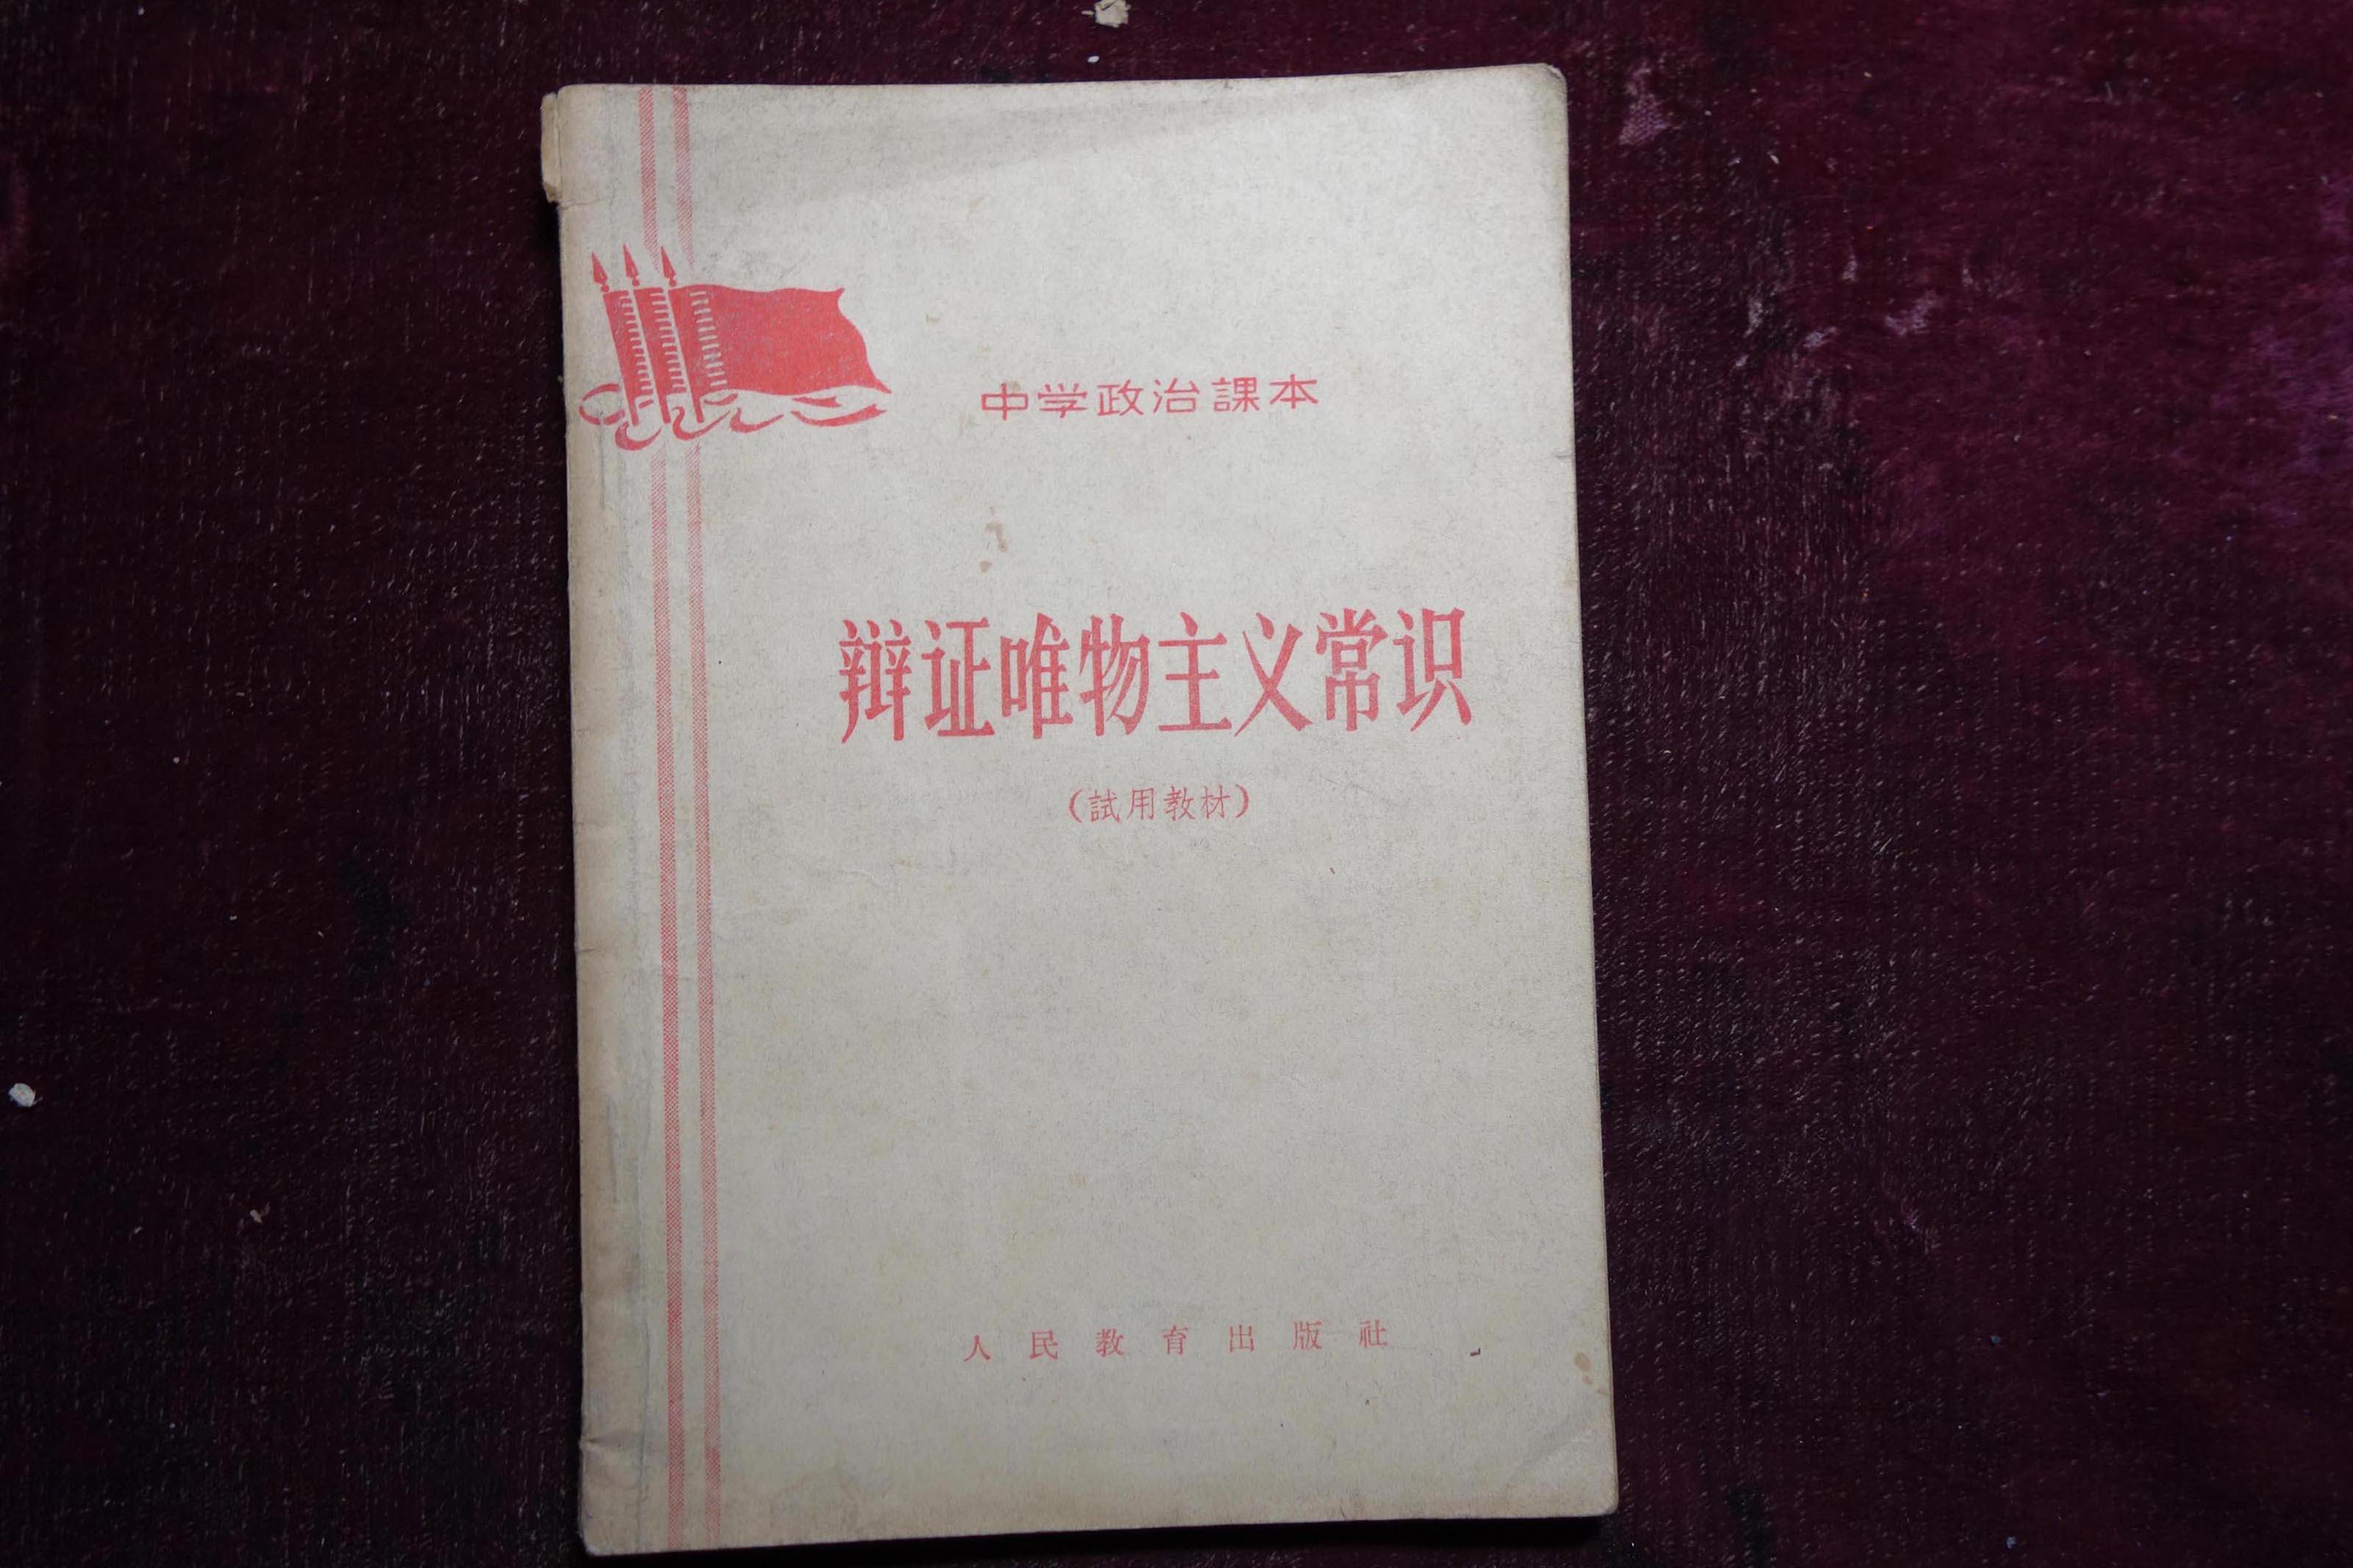 中学政治課本
辩证唯物主义常识
（試用教材）
人民教育出版社